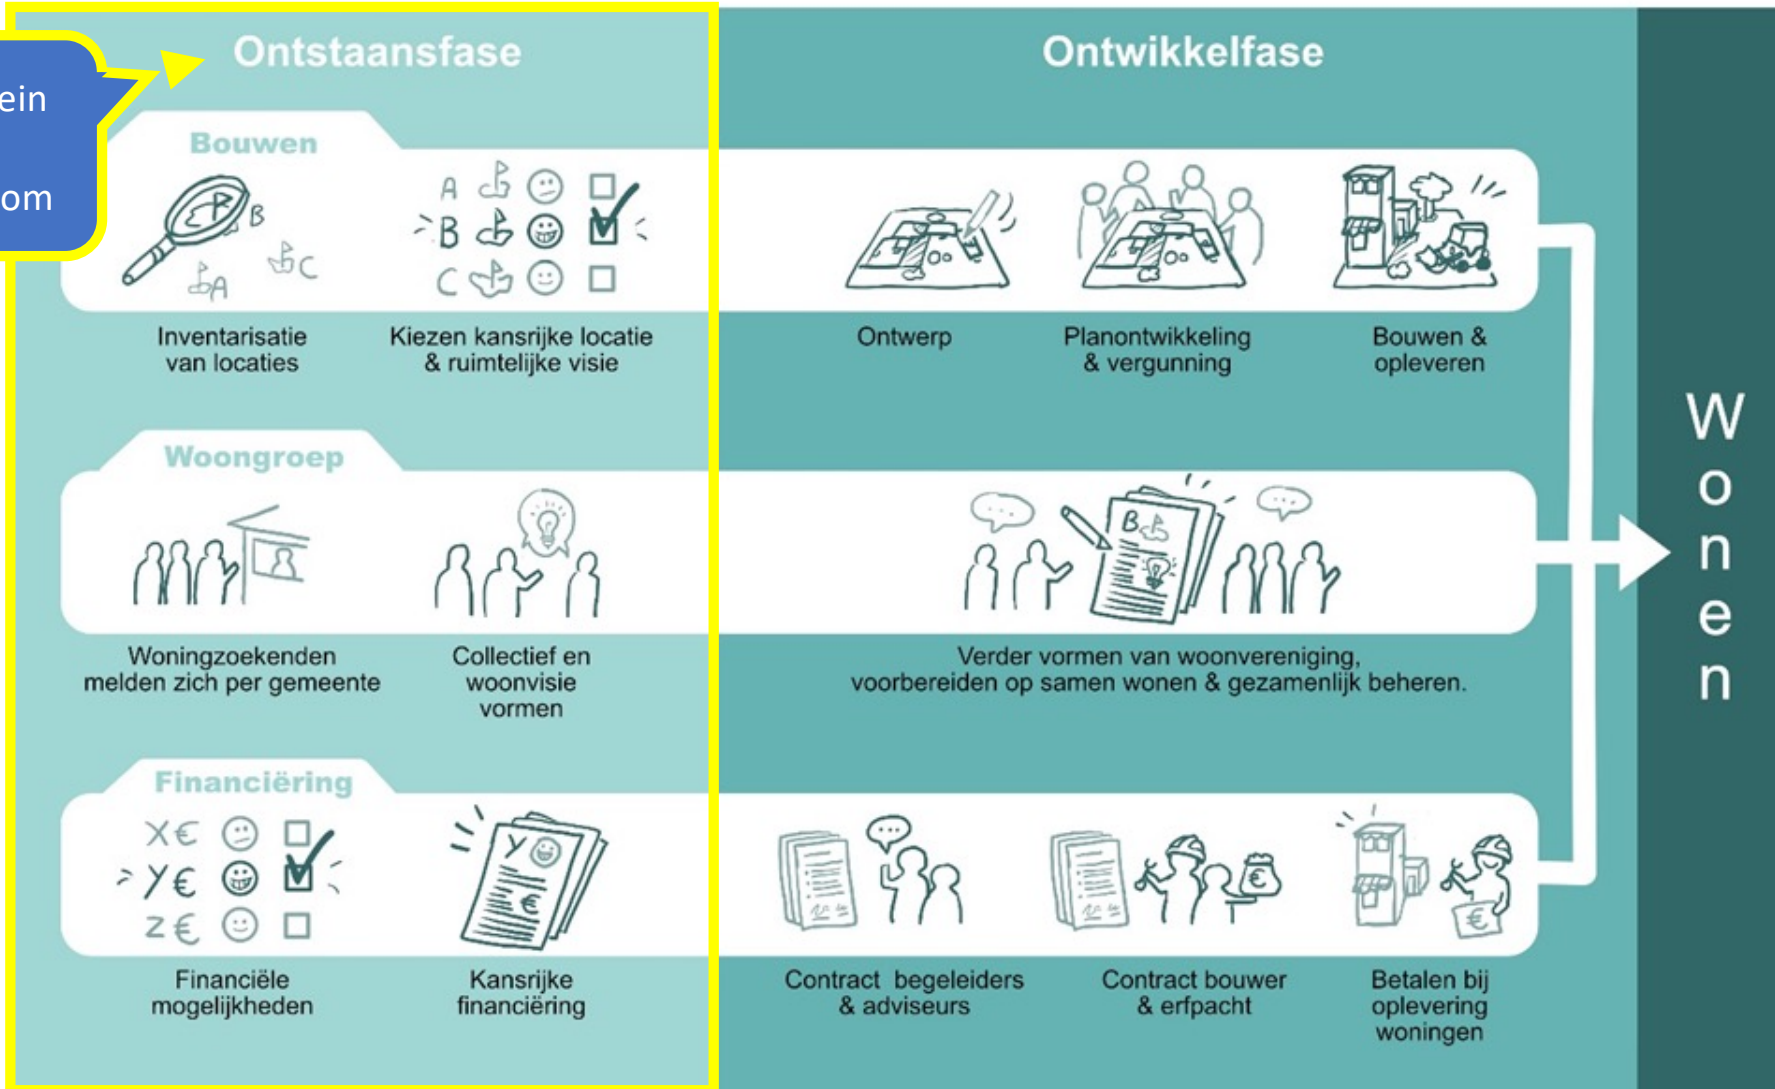 Ontstaansfase
Ontwikkelfase
ein
om
Bouwen
A
B
C
A
B
C
Inventarisatie
van locaties
Kiezen kansrijke locatie
& ruimtelijke visie
Ontwerp
Planontwikkeling
& vergunning
Bouwen &
opleveren
Woongroep
B
Woningzoekenden
melden zich per gemeente
Collectief en
woonvisie
vormen
Verder vormen van woonvereniging,
voorbereiden op samen wonen & gezamenlijk beheren.
Financiëring
X €
Y €
Z €
Y
€
€
€
Financiële
mogelijkheden
Kansrijke
financiëring
Contract begeleiders
& adviseurs
Contract bouwer
& erfpacht
Betalen bij
oplevering
woningen
Wonen